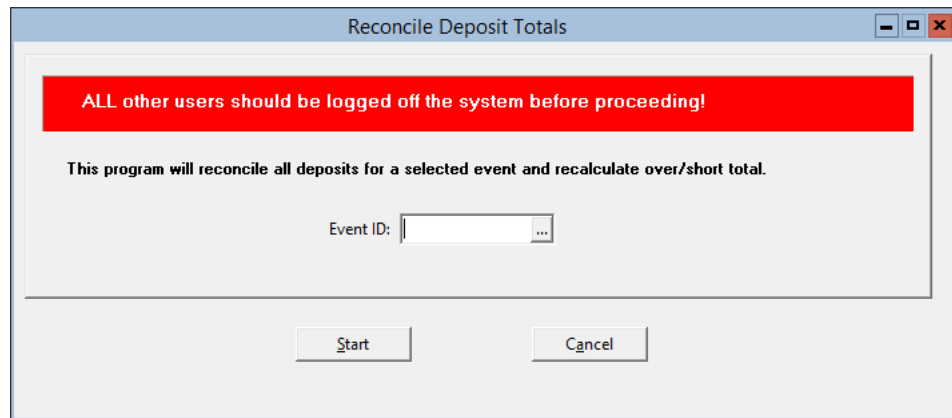 Reconcile Deposit Totals
ALL other users should be logged off the system before proceeding!
This program will reconcile all deposits for a selected event and recalculate over/short total.
Event ID: ...
Start Cancel